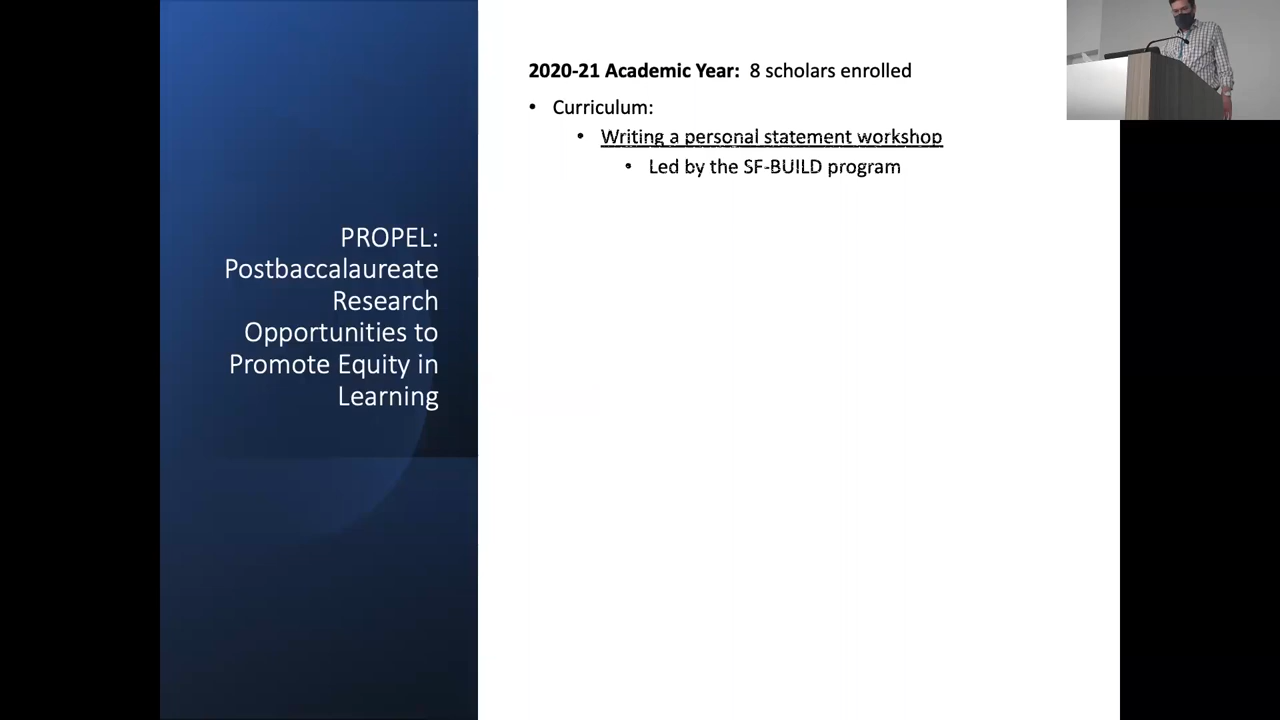 PROPEL:
Postbaccalaureate
Research
Opportunities to
Promote Equity in
Learning
2020-21 Academic Year: 8 scholars enrolled
• Curriculum:
• Writing a personal statement workshop
• Led by the SF-BUILD program